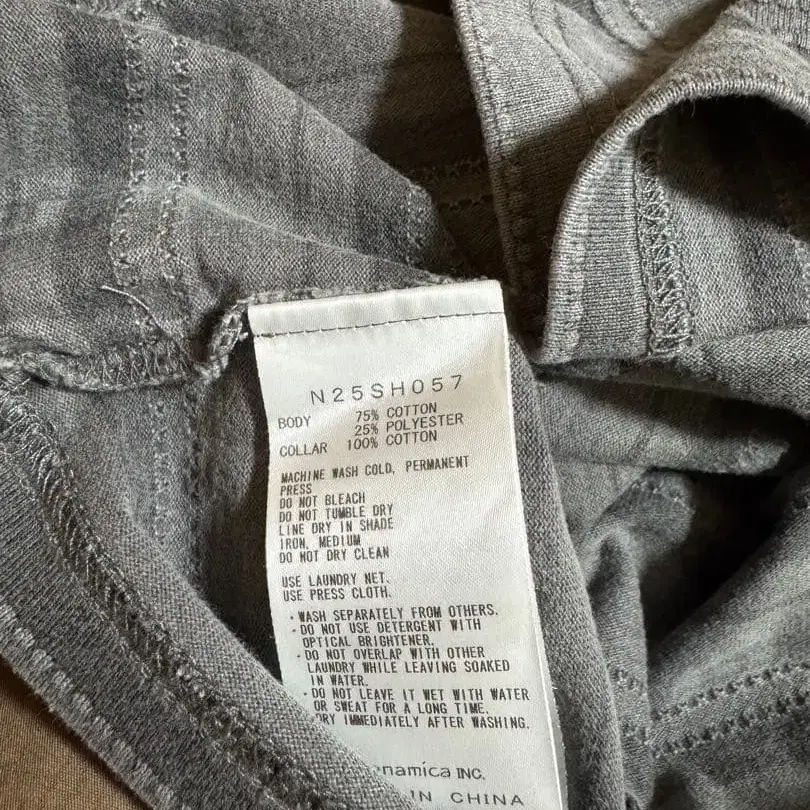 N25SH057
BODY 75% COTTON
25% POLYESTER
COLLAR 100% COTTON
MACHINE WASH COLD, PERMANENT
PRESS
DO NOT BLEACH
DO NOT TUMBLE DRY
LINE DRY IN SHADE
IRON, MEDIUM
DO NOT DRY CLEAN
USE LAUNDRY NET.
USE PRESS CLOTH.
・WASH SEPARATELY FROM OTHERS.
・DO NOT USE DETERGENT WITH
OPTICAL BRIGHTENER.
・DO NOT OVERLAP WITH OTHER
LAUNDRY WHILE LEAVING SOAKED
IN WATER.
・DO NOT LEAVE IT WET WITH WATER
OR SWEAT FOR A LONG TIME.
DRY IMMEDIATELY AFTER WASHING.
INC.
IN CHINA